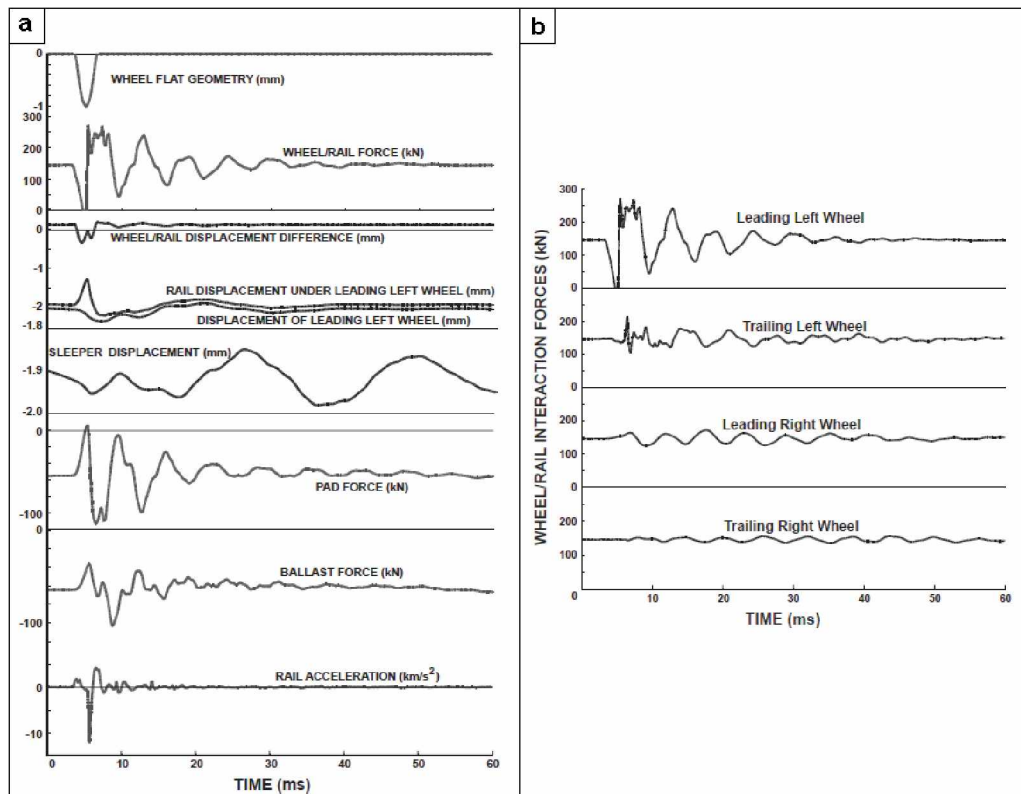 a
0
WHEEL FLAT GEOMETRY (mm)
-1
300
200
WHEEL/RAIL FORCE (kN)
100
0
0
WHEEL/RAIL DISPLACEMENT DIFFERENCE (mm)
-1
RAIL DISPLACEMENT UNDER LEADING LEFT WHEEL (mm)
-2
DISPLACEMENT OF LEADING LEFT WHEEL (mm)
-1.8
SLEEPER DISPLACEMENT (mm)
-1.9
-2.0
0
PAD FORCE (kN)
-100
0
BALLAST FORCE (kN)
-100
RAIL ACCELERATION (km/s²)
0
-10
0 10 20 30 40 50 60
TIME (ms)
b
WHEEL/RAIL INTERACTION FORCES (kN)
300
Leading Left Wheel
200
100
0
Trailing Left Wheel
200
100
0
Leading Right Wheel
200
100
0
Trailing Right Wheel
200
100
0 10 20 30 40 50 60
TIME (ms)